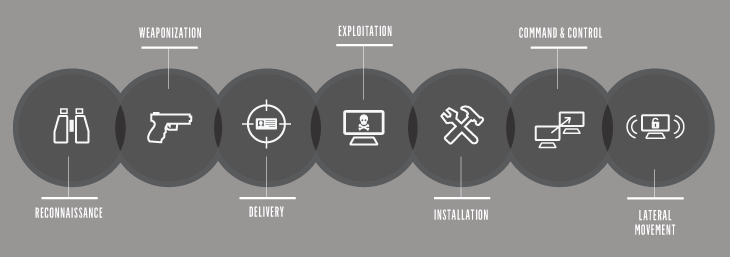 WEAPONIZATION
EXPLOITATION
COMMAND & CONTROL
RECONNAISSANCE
DELIVERY
INSTALLATION
LATERAL
MOVEMENT